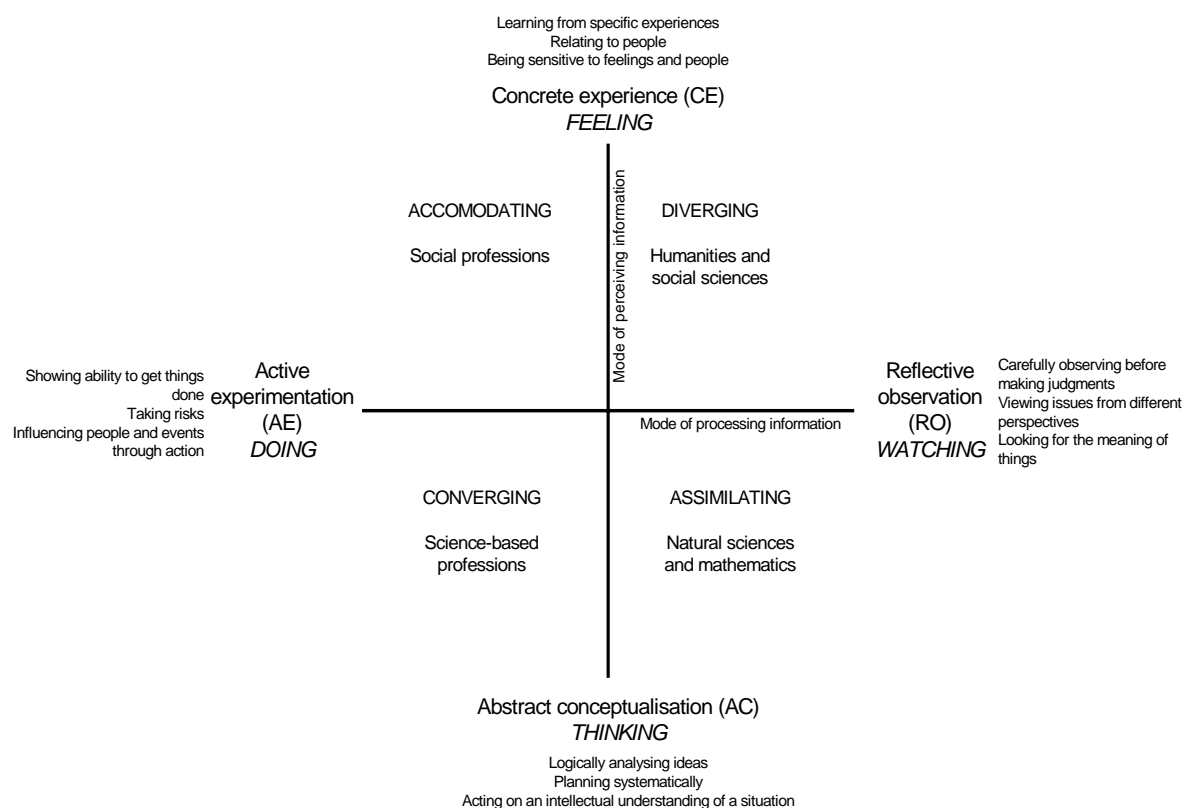 Learning from specific experiences
Relating to people
Being sensitive to feelings and people
Concrete experience (CE)
FEELING
Mode of perceiving information
ACCOMODATING
Social professions
DIVERGING
Humanities and
social sciences
Showing ability to get things
done
Taking risks
Influencing people and events
through action
Active
experimentation
(AE)
DOING
Mode of processing information
Reflective
observation
(RO)
WATCHING
Carefully observing before
making judgments
Viewing issues from different
perspectives
Looking for the meaning of
things
CONVERGING
Science-based
professions
ASSIMILATING
Natural sciences
and mathematics
Abstract conceptualisation (AC)
THINKING
Logically analysing ideas
Planning systematically
Acting on an intellectual understanding of a situation